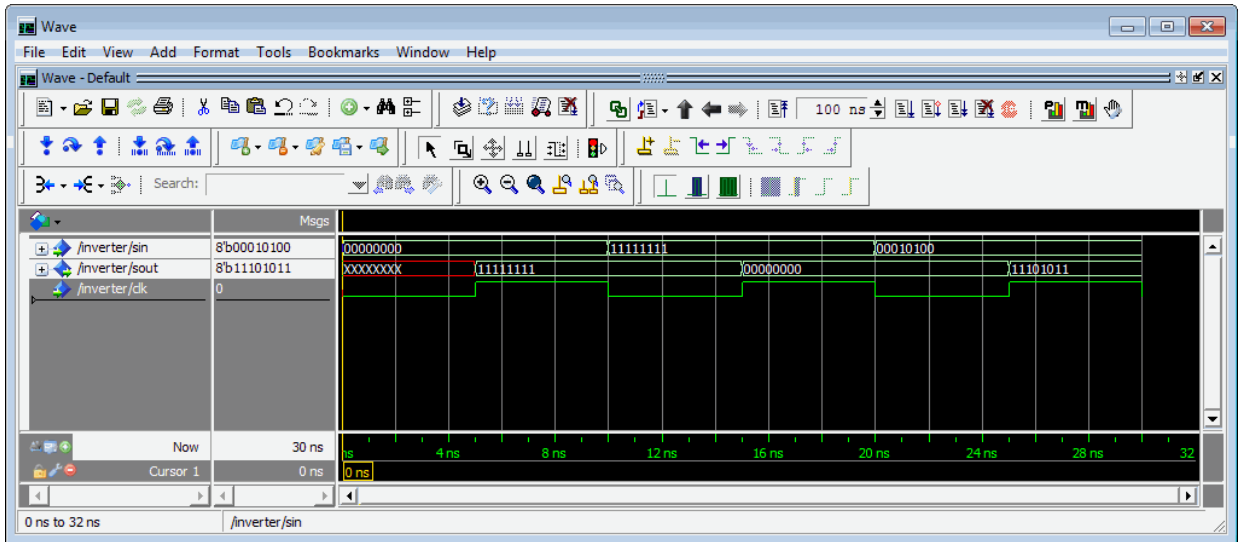 Wave
File Edit View Add Format Tools Bookmarks Window Help
Wave - Default
100 ns
Search:
Msgs
/inverter/sin 8'b00010100 00000000 11111111 00010100
/inverter/sout 8'b11101011 XXXXXXXX 11111111 00000000 11101011
/inverter/clk 0
Now 30 ns ns 4 ns 8 ns 12 ns 16 ns 20 ns 24 ns 28 ns 32
Cursor 1 0 ns 0 ns
0 ns to 32 ns /inverter/sin